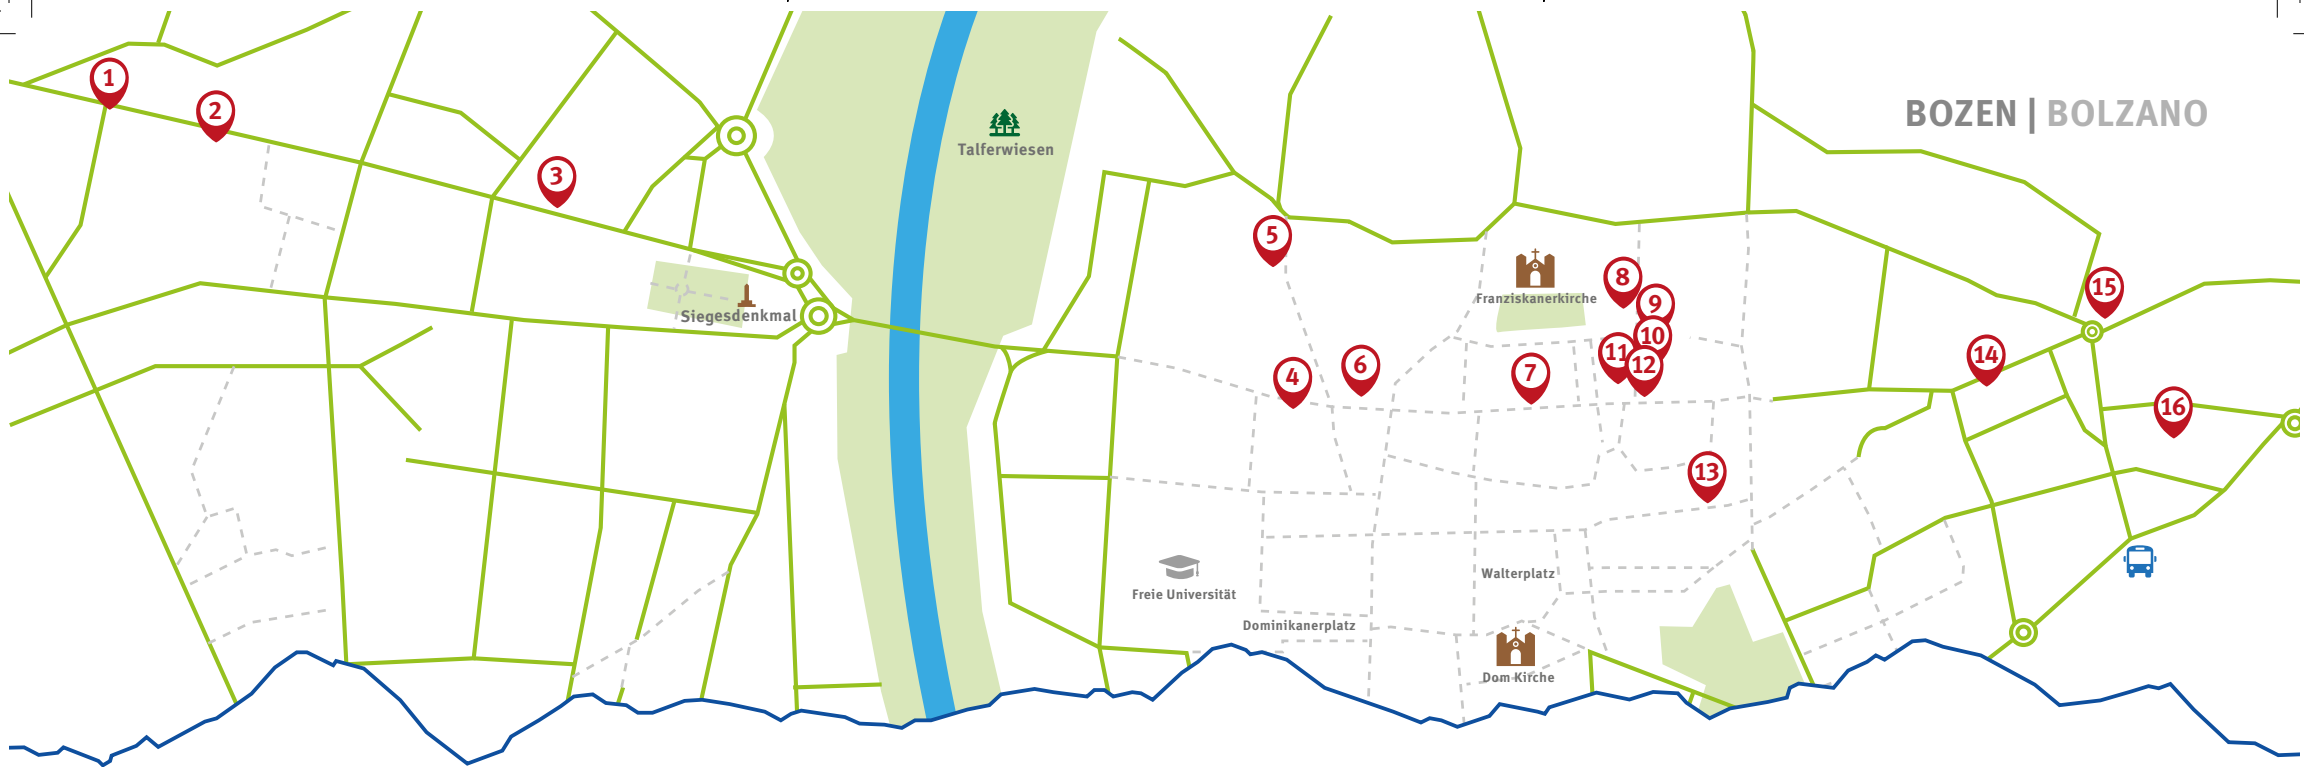 BOZEN | BOLZANO
1
2
3
Talferwiesen
Siegesdenkmal
5
Franziskanerkirche
8
9
10
11
12
4
6
7
13
14
15
16
Freie Universität
Dominikanerplatz
Walterplatz
Dom Kirche